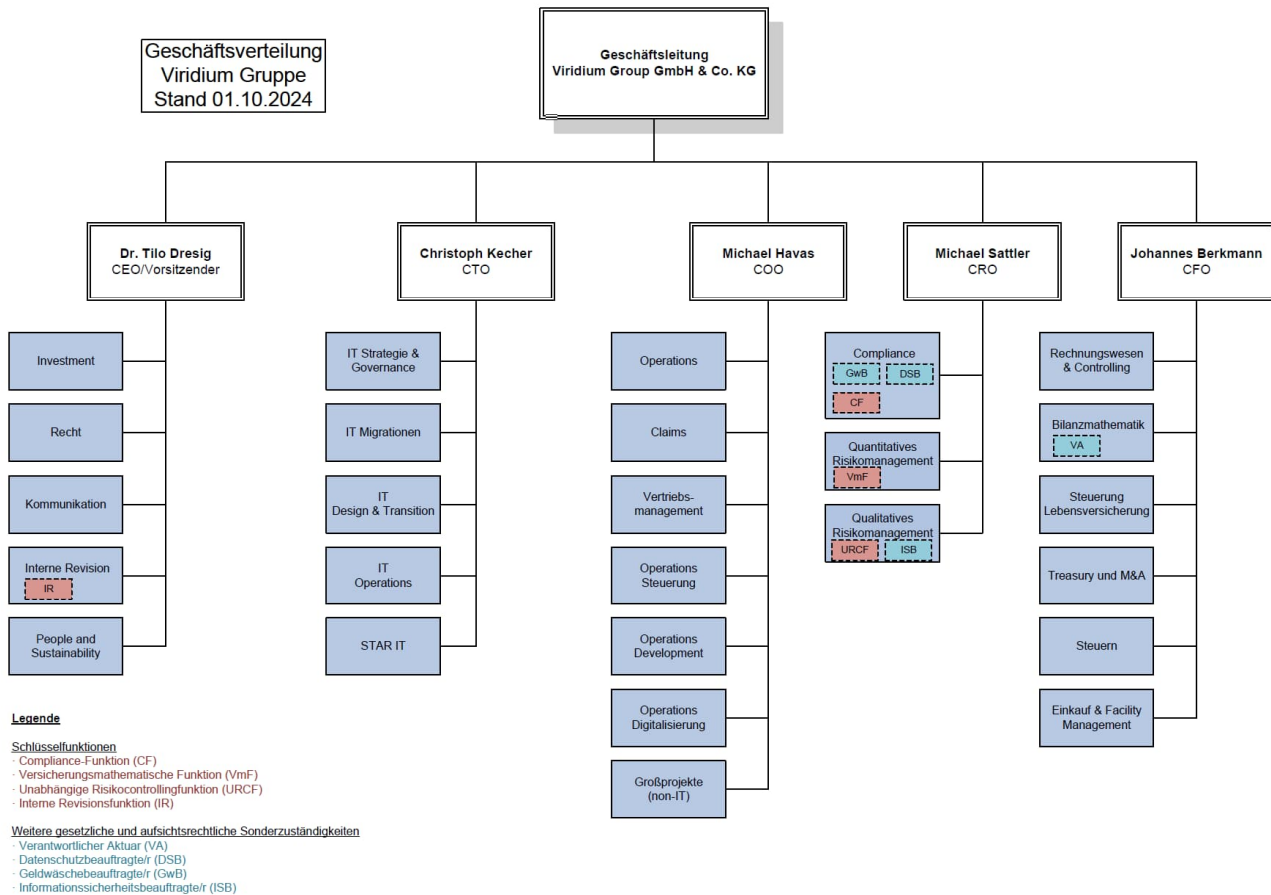 Geschäftsverteilung
Viridium Gruppe
Stand 01.10.2024
Geschäftsleitung
Viridium Group GmbH & Co. KG
Dr. Tilo Dresig
CEO/Vorsitzender
Christoph Kecher
CTO
Michael Havas
COO
Michael Sattler
CRO
Johannes Berkmann
CFO
Investment
Recht
Kommunikation
Interne Revision
IR
People and
Sustainability
IT Strategie &
Governance
IT Migrationen
IT
Design & Transition
IT
Operations
STAR IT
Operations
Claims
Vertriebs-
management
Operations
Steuerung
Operations
Development
Operations
Digitalisierung
Großprojekte
(non-IT)
Compliance
GwB DSB
CF
Quantitatives
Risikomanagement
VmF
Qualitatives
Risikomanagement
URCF ISB
Rechnungswesen
& Controlling
Bilanzmathematik
VA
Steuerung
Lebensversicherung
Treasury und M&A
Steuern
Einkauf & Facility
Management
Legende
Schlüsselfunktionen
· Compliance-Funktion (CF)
· Versicherungsmathematische Funktion (VmF)
· Unabhängige Risikocontrollingfunktion (URCF)
· Interne Revisionsfunktion (IR)
Weitere gesetzliche und aufsichtsrechtliche Sonderzuständigkeiten
· Verantwortlicher Aktuar (VA)
· Datenschutzbeauftragte/r (DSB)
· Geldwäschebeauftragte/r (GwB)
· Informationssicherheitsbeauftragte/r (ISB)